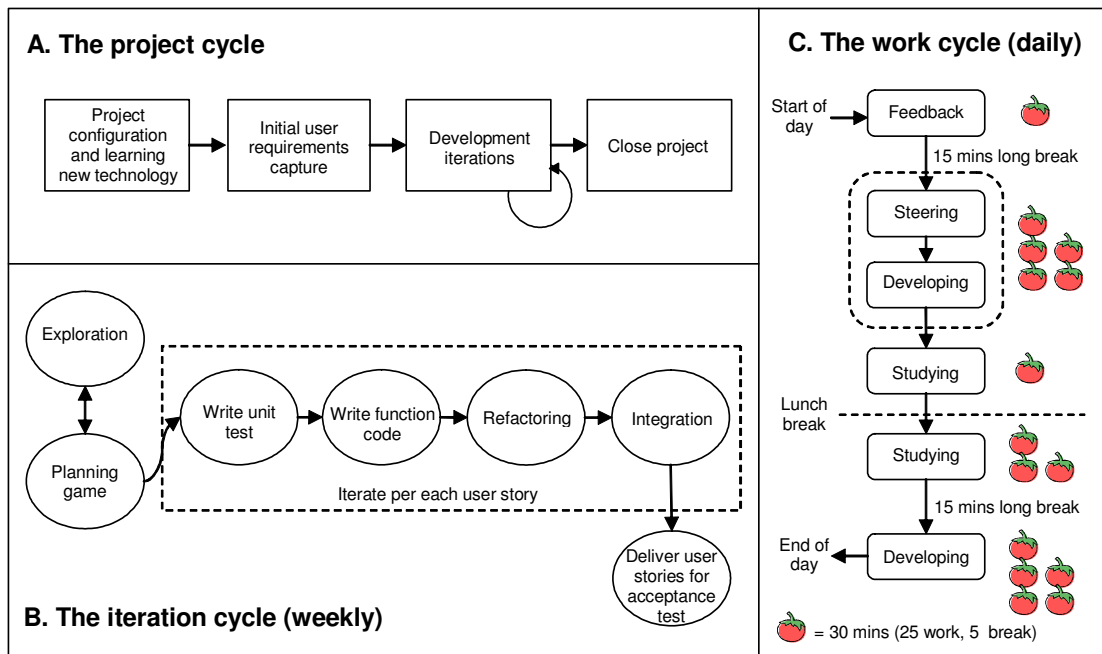 A. The project cycle
Project
configuration
and learning
new technology
Initial user
requirements
capture
Development
iterations
Close project
Exploration
Planning
game
Write unit
test
Write function
code
Refactoring
Integration
Iterate per each user story
Deliver user
stories for
acceptance
test
B. The iteration cycle (weekly)
C. The work cycle (daily)
Start of
day
Feedback
15 mins long break
Steering
Developing
Studying
Lunch
break
Studying
15 mins long break
End of
day
Developing
= 30 mins (25 work, 5 break)